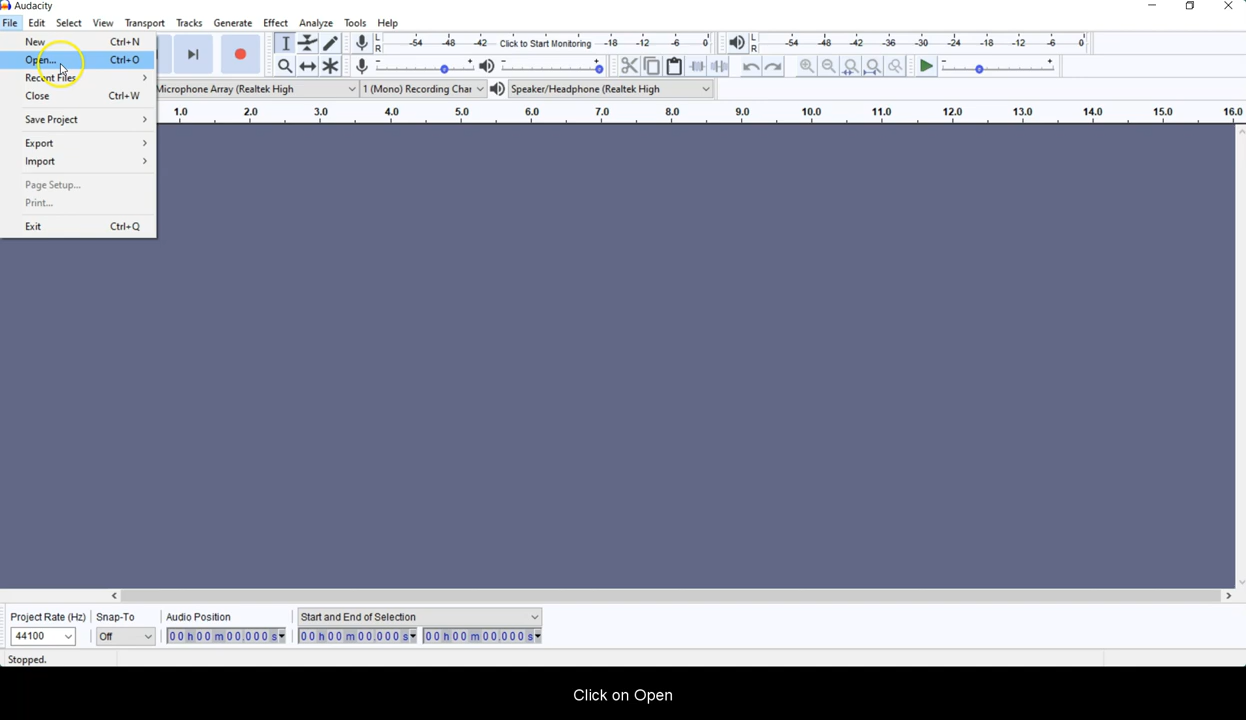 Audacity
File Edit Select View Transport Tracks Generate Effect Analyze Tools Help
New Ctrl+N
Open... Ctrl+O
Recent Files
Close Ctrl+W
Save Project
Export
Import
Page Setup...
Print...
Exit Ctrl+Q
L R -54 -48 -42 Click to Start Monitoring -18 -12 -6 0
L R -54 -48 -42 -36 -30 -24 -18 -12 -6 0
- + - + - +
Microphone Array (Realtek High 1 (Mono) Recording Char Speaker/Headphone (Realtek High
1.0 2.0 3.0 4.0 5.0 6.0 7.0 8.0 9.0 10.0 11.0 12.0 13.0 14.0 15.0 16.0
Project Rate (Hz) Snap-To Audio Position Start and End of Selection
44100 Off 00 h 00 m 00.000 s 00 h 00 m 00.000 s 00 h 00 m 00.000 s
Stopped.
Click on Open